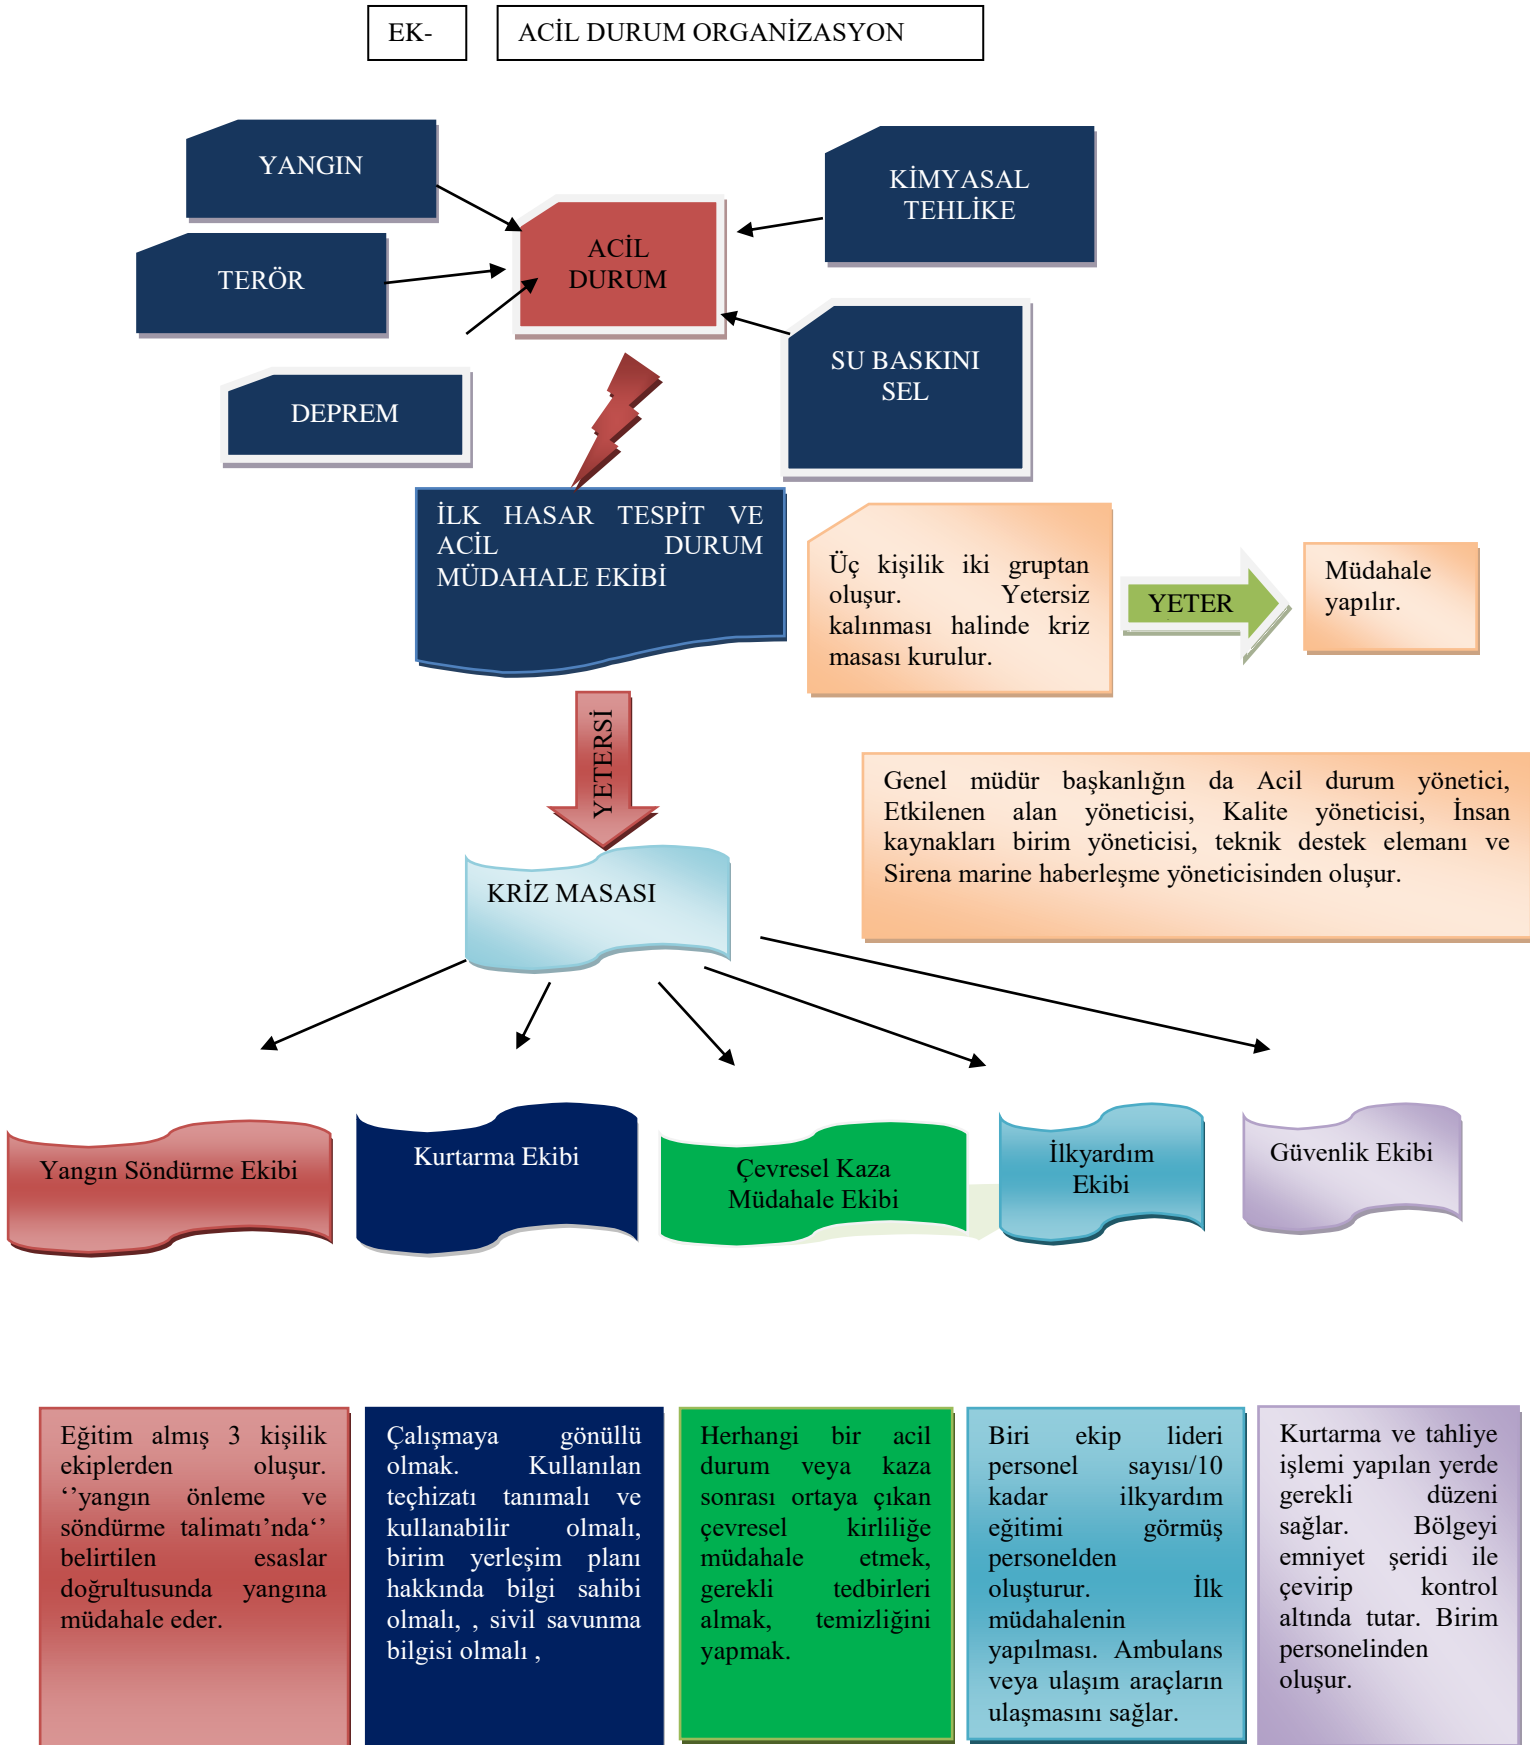 EK-
ACİL DURUM ORGANİZASYON
YANGIN
KİMYASAL
TEHLİKE
ACİL
DURUM
TERÖR
SU BASKINI
SEL
DEPREM
İLK HASAR TESPİT VE
ACİL DURUM
MÜDAHALE EKİBİ
Üç kişilik iki gruptan
oluşur. Yetersiz
kalınması halinde kriz
masası kurulur.
YETER
Müdahale
yapılır.
YETERSİ
Genel müdür başkanlığın da Acil durum yönetici,
Etkilenen alan yöneticisi, Kalite yöneticisi, İnsan
kaynakları birim yöneticisi, teknik destek elemanı ve
Sirena marine haberleşme yöneticisinden oluşur.
KRİZ MASASI
Yangın Söndürme Ekibi
Kurtarma Ekibi
Çevresel Kaza
Müdahale Ekibi
İlkyardım
Ekibi
Güvenlik Ekibi
Eğitim almış 3 kişilik
ekiplerden oluşur.
‘’yangın önleme ve
söndürme talimatı’nda‘’
belirtilen esaslar
doğrultusunda yangına
müdahale eder.
Çalışmaya gönüllü
olmak. Kullanılan
teçhizatı tanımalı ve
kullanabilir olmalı,
birim yerleşim planı
hakkında bilgi sahibi
olmalı, , sivil savunma
bilgisi olmalı ,
Herhangi bir acil
durum veya kaza
sonrası ortaya çıkan
çevresel kirliliğe
müdahale etmek,
gerekli tedbirleri
almak, temizliğini
yapmak.
Biri ekip lideri
personel sayısı/10
kadar ilkyardım
eğitimi görmüş
personelden
oluşturur. İlk
müdahalenin
yapılması. Ambulans
veya ulaşım araçların
ulaşmasını sağlar.
Kurtarma ve tahliye
işlemi yapılan yerde
gerekli düzeni
sağlar. Bölgeyi
emniyet şeridi ile
çevirip kontrol
altında tutar. Birim
personelinden
oluşur.